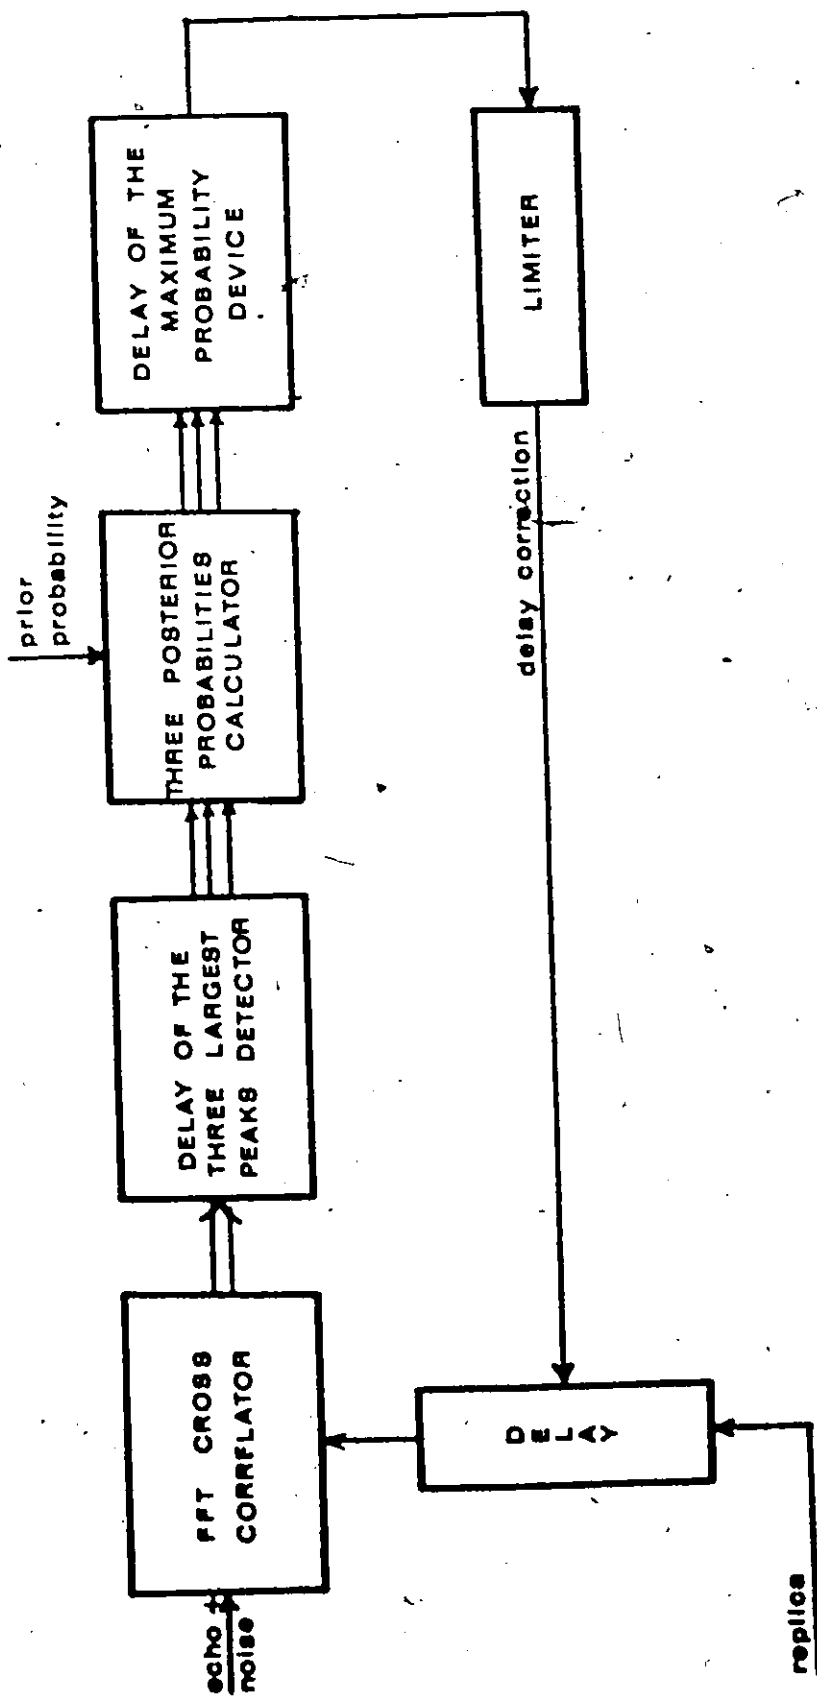 echo +
noise
FFT CROSS
CORRFLATOR
DELAY OF THE
THREE LARGEST
PEAKS DETECTOR
THREE POSTERIOR
PROBABILITIES
CALCULATOR
prior
probability
DELAY OF THE
MAXIMUM
PROBABILITY
DEVICE
LIMITER
delay correction
DELAY
replica